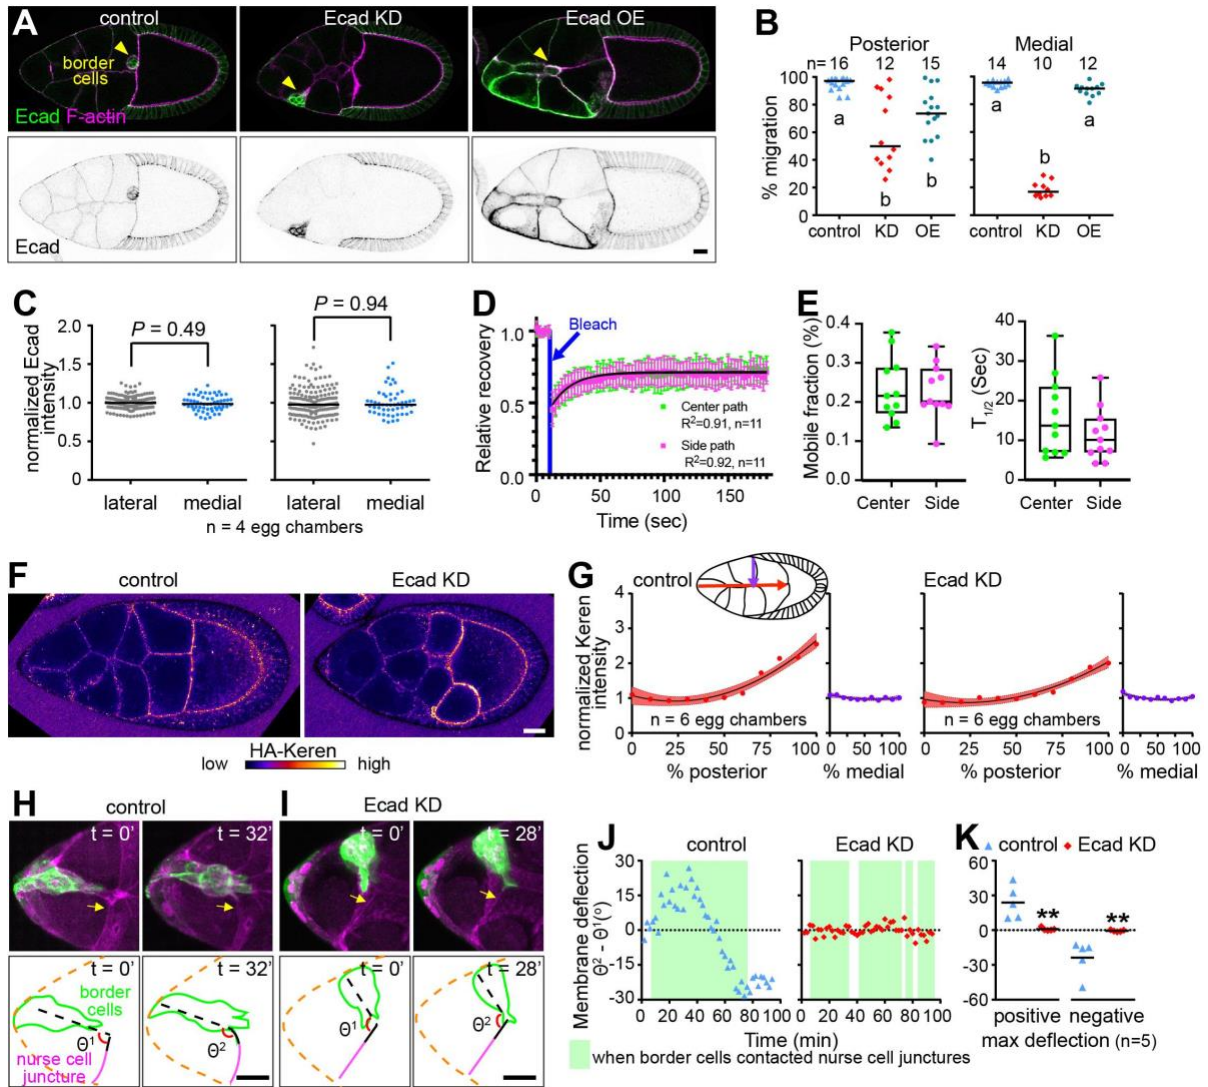 A
control
Ecad KD
Ecad OE
border
cells
Ecad F-actin
Ecad
B
Posterior
Medial
n= 16 12 15 14 10 12
100
80
60
40
20
0
% migration
a
b
b
a
b
a
control KD OE control KD OE
C
P = 0.49
P = 0.94
normalized Ecad
intensity
2.0
1.5
1.0
0.5
0
lateral medial lateral medial
n = 4 egg chambers
D
Relative recovery
1.0
0.5
0.0
Bleach
Center path
R2=0.91, n=11
Side path
R2=0.92, n=11
0 50 100 150
Time (sec)
E
Mobile fraction (%)
0.4
0.3
0.2
0.1
0.0
Center Side
T1/2 (Sec)
40
30
20
10
0
Center Side
F
control
Ecad KD
HA-Keren
low high
G
control
Ecad KD
normalized Keren
intensity
4
3
2
1
0
n = 6 egg chambers
n = 6 egg chambers
0 25 50 75 100 0 50 100 0 25 50 75 100 0 50 100
% posterior % medial % posterior % medial
H
control
t = 0’
t = 32’
t = 0’
t = 32’
border
cells
Θ1
Θ2
nurse cell
juncture
I
Ecad KD
t = 0’
t = 28’
t = 0’
t = 28’
Θ1
Θ2
J
control
Ecad KD
Membrane deflection
Θ2 - Θ1(º)
30
15
0
-15
-30
0 20 40 60 80 100 0 20 40 60 80 100
Time (min)
when border cells contacted nurse cell junctures
K
control Ecad KD
60
30
0
-30
-60
**
**
positive negative
max deflection (n=5)